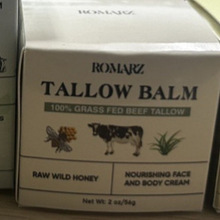 ROMARZ
TALLOW BALM
100% GRASS FED BEEF TALLOW
RAW WILD HONEY
NOURISHING FACE
AND BODY CREAM
Net Wt: 2 oz/56g